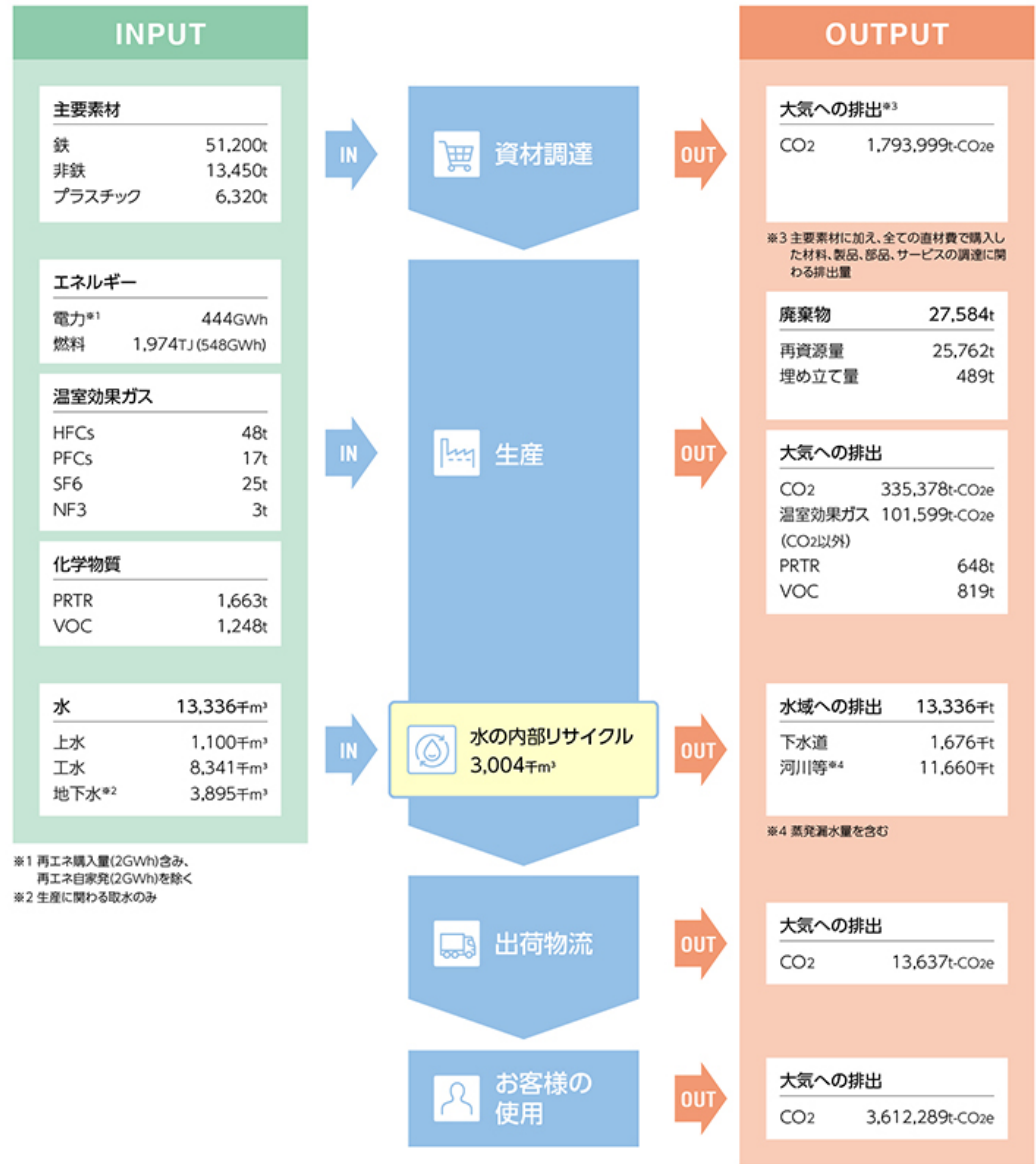 INPUT
主要素材
鉄 51,200t
非鉄 13,450t
プラスチック 6,320t
エネルギー
電力※1 444GWh
燃料 1,974TJ(548GWh)
温室効果ガス
HFCs 48t
PFCs 17t
SF6 25t
NF3 3t
化学物質
PRTR 1,663t
VOC 1,248t
水 13,336千m³
上水 1,100千m³
工水 8,341千m³
地下水※2 3,895千m³
※1 再エネ購入量(2GWh)含み、
再エネ自家発(2GWh)を除く
※2 生産に関わる取水のみ
IN
資材調達
OUT
IN
生産
OUT
IN
水の内部リサイクル
3,004千m³
OUT
出荷物流
OUT
お客様の
使用
OUT
OUTPUT
大気への排出※3
CO2 1,793,999t-CO2e
※3 主要素材に加え、全ての直材費で購入し
た材料、製品、部品、サービスの調達に関
わる排出量
廃棄物 27,584t
再資源量 25,762t
埋め立て量 489t
大気への排出
CO2 335,378t-CO2e
温室効果ガス 101,599t-CO2e
(CO2以外)
PRTR 648t
VOC 819t
水域への排出 13,336千t
下水道 1,676千t
河川等※4 11,660千t
※4 蒸発漏水量を含む
大気への排出
CO2 13,637t-CO2e
大気への排出
CO2 3,612,289t-CO2e